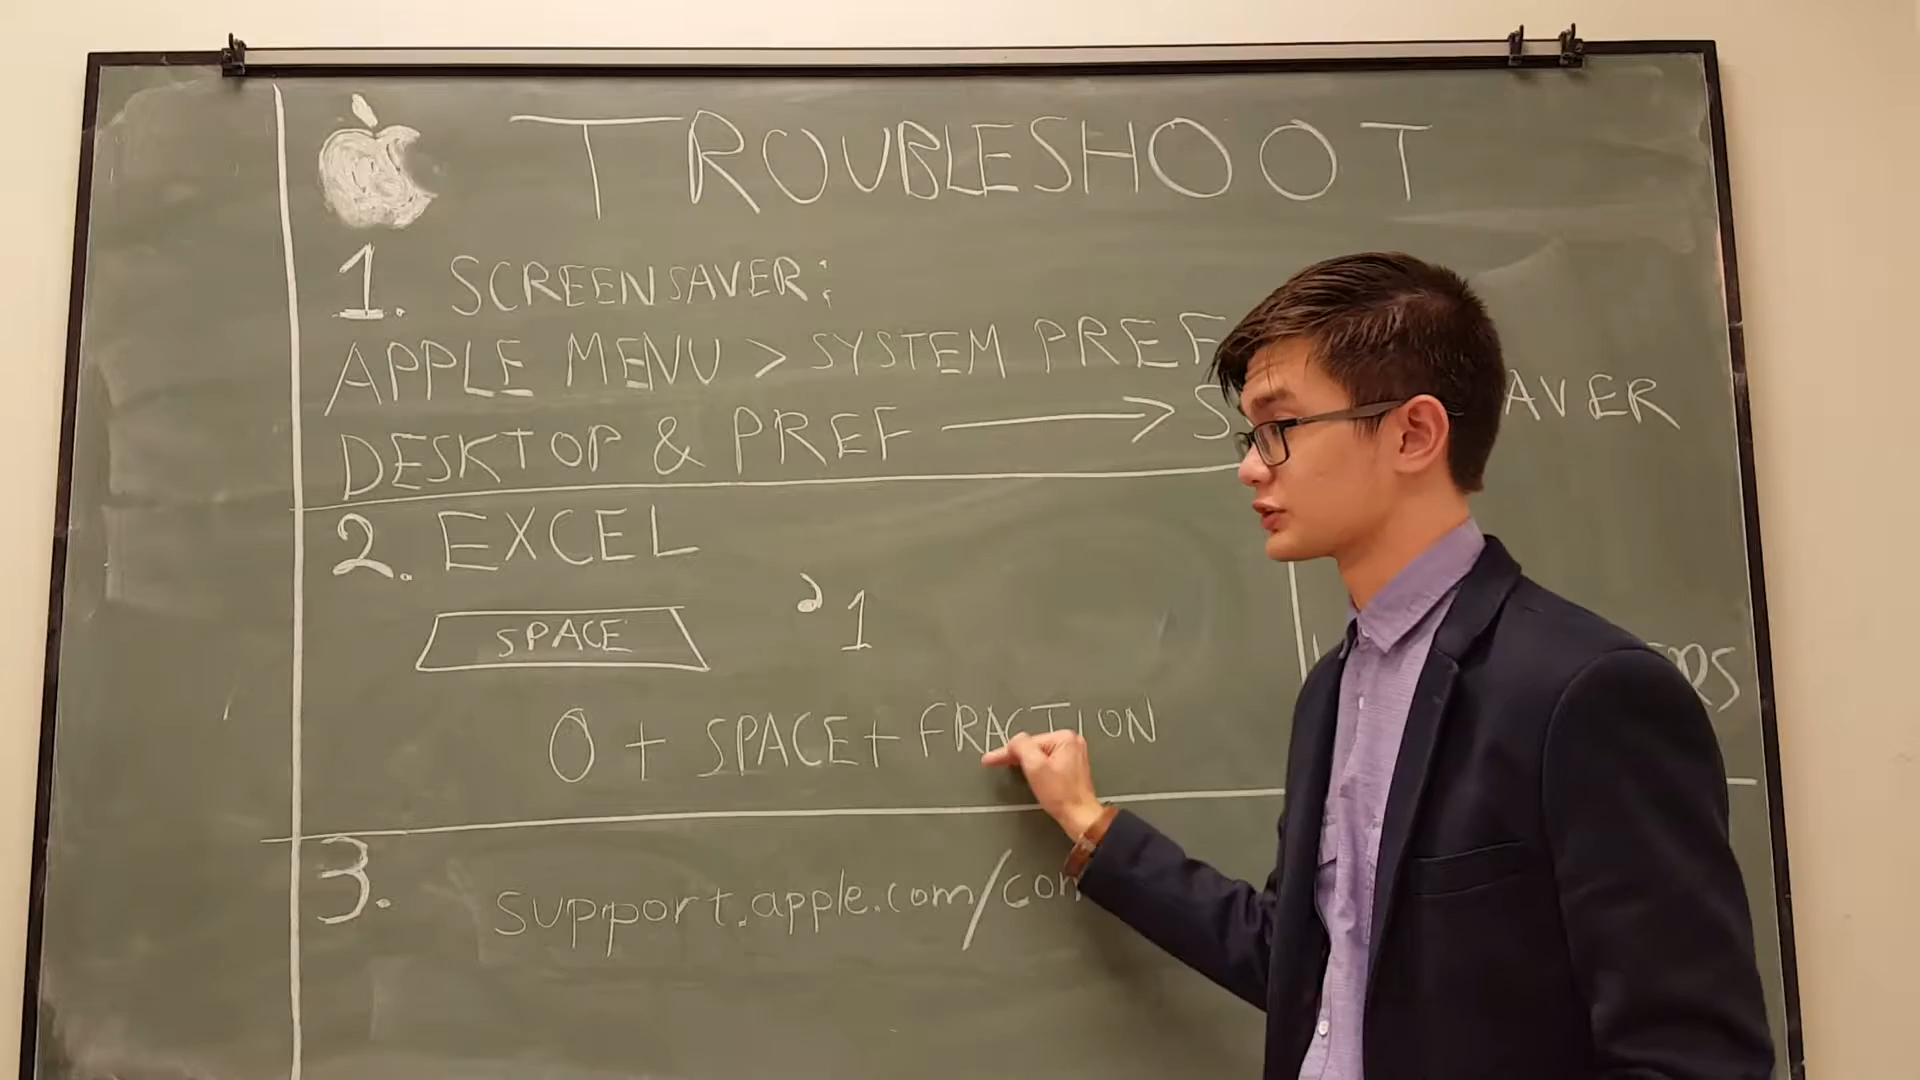 TROUBLESHOOT
1. SCREENSAVER:
APPLE MENU > SYSTEM PREF
DESKTOP & PREF → S AVER
2. EXCEL
SPACE
1
0 + SPACE + FRACTION
3.
support.apple.com/con